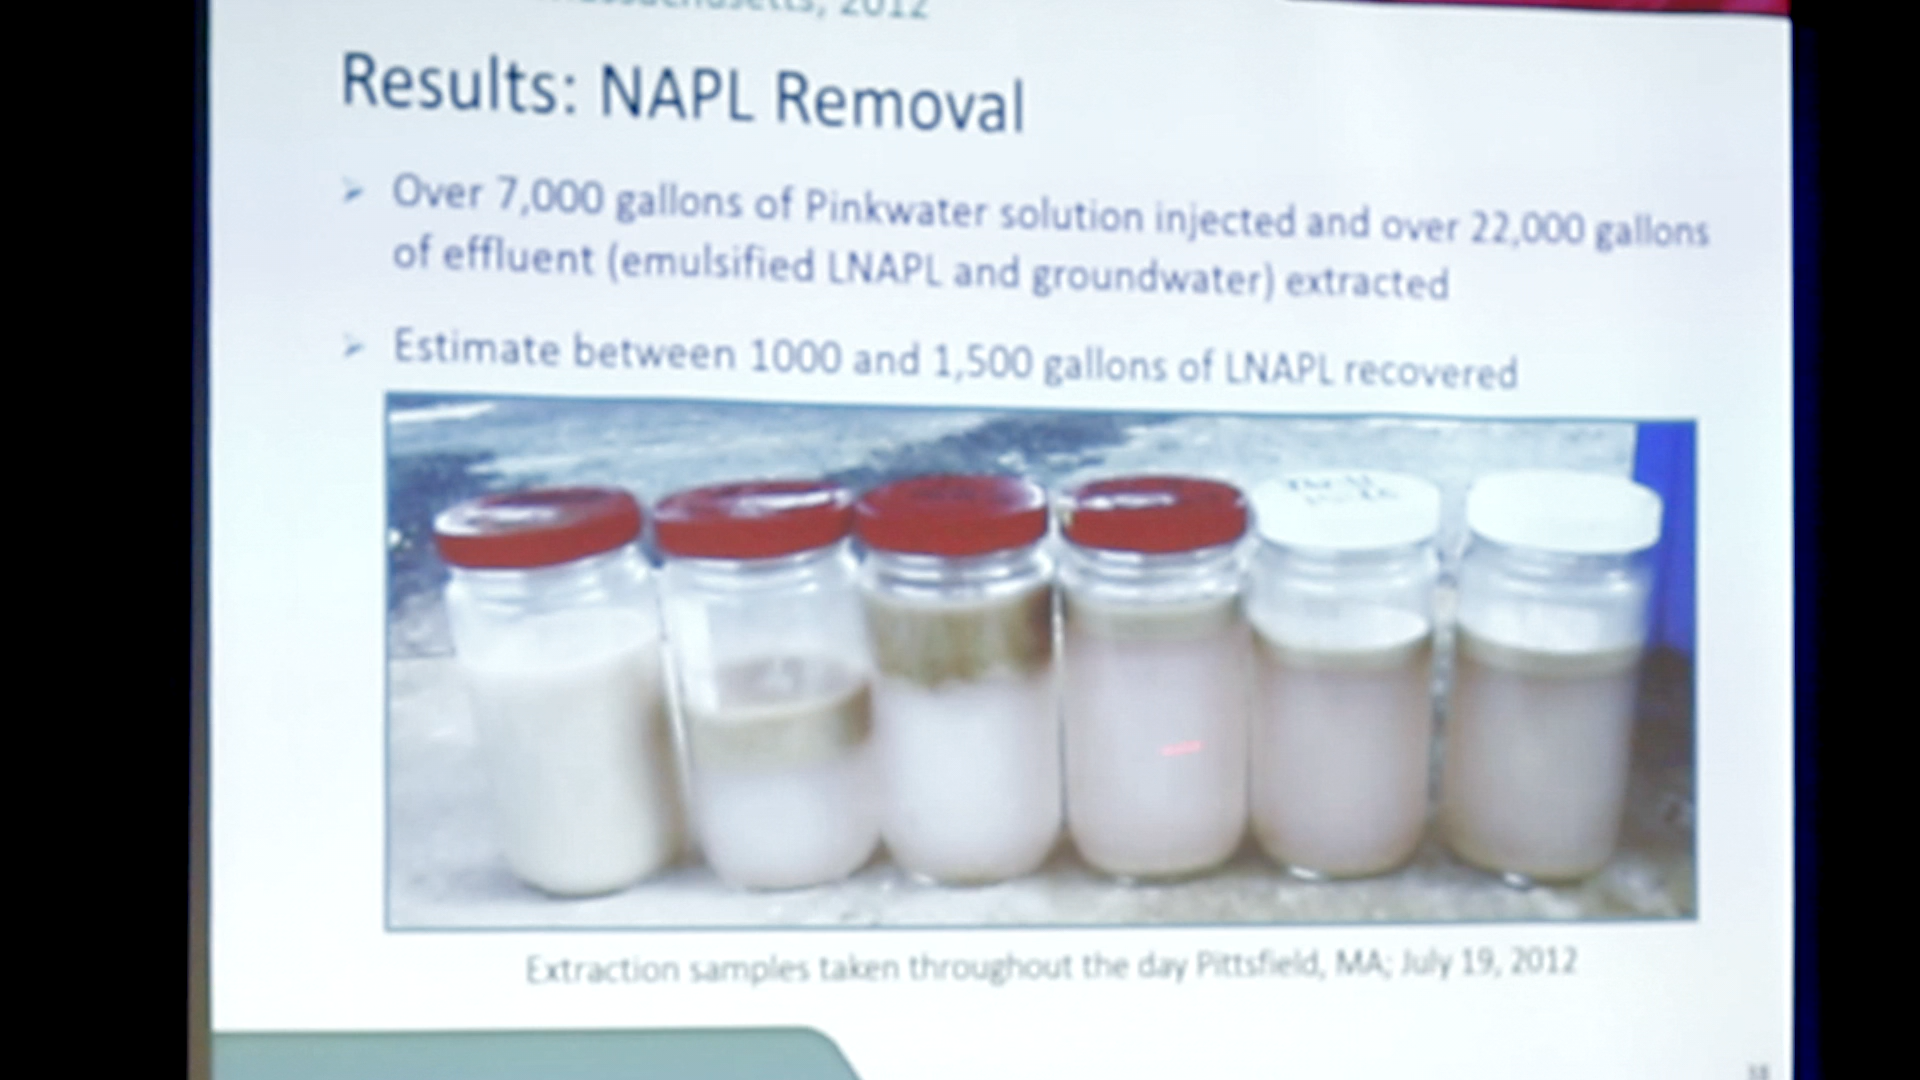 Massachusetts, 2012
Results: NAPL Removal
Over 7,000 gallons of Pinkwater solution injected and over 22,000 gallons
of effluent (emulsified LNAPL and groundwater) extracted
Estimate between 1000 and 1,500 gallons of LNAPL recovered
Extraction samples taken throughout the day Pittsfield, MA; July 19, 2012